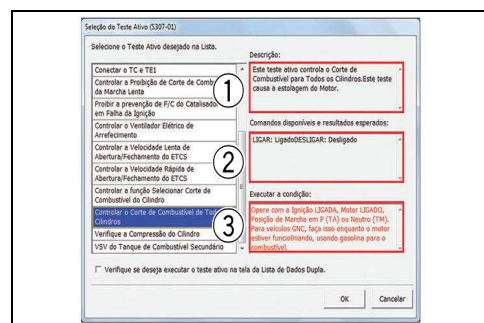 Seleção do Teste Ativo (S307-01)
Selecione o Teste Ativo desejado na Lista.
Conectar o TC e TE1
Controlar a Proibição de Corte de Comb
da Marcha Lenta
Proibir a prevenção de F/C do Catalisado
em Falha da Ignição
Controlar o Ventilador Elétrico de
Arrefecimento
Controlar a Velocidade Lenta de
Abertura/Fechamento do ETCS
Controlar a Velocidade Rápida de
Abertura/Fechamento do ETCS
Controlar a função Selecionar Corte de
Combustível do Cilindro
Controlar o Corte de Combustível de Tod
Cilindros
Verifique a Compressão do Cilindro
VSV do Tanque de Combustível Secundário
1
2
3
Descrição:
Este teste ativo controla o Corte de
Combustível para Todos os Cilindros.Este teste
causa a estolagem do Motor.
Comandos disponíveis e resultados esperados:
LIGAR: LigadoDESLIGAR: Desligado
Executar a condição:
Opere com a Ignição LIGADA, Motor LIGADO,
Posição de Marcha em P (TA) ou Neutro (TM).
Para veículos GNC, faça isso enquanto o motor
estiver funcionando, usando gasolina para o
combustível.
Verifique se deseja executar o teste ativo na tela da Lista de Dados Dupla.
OK
Cancelar